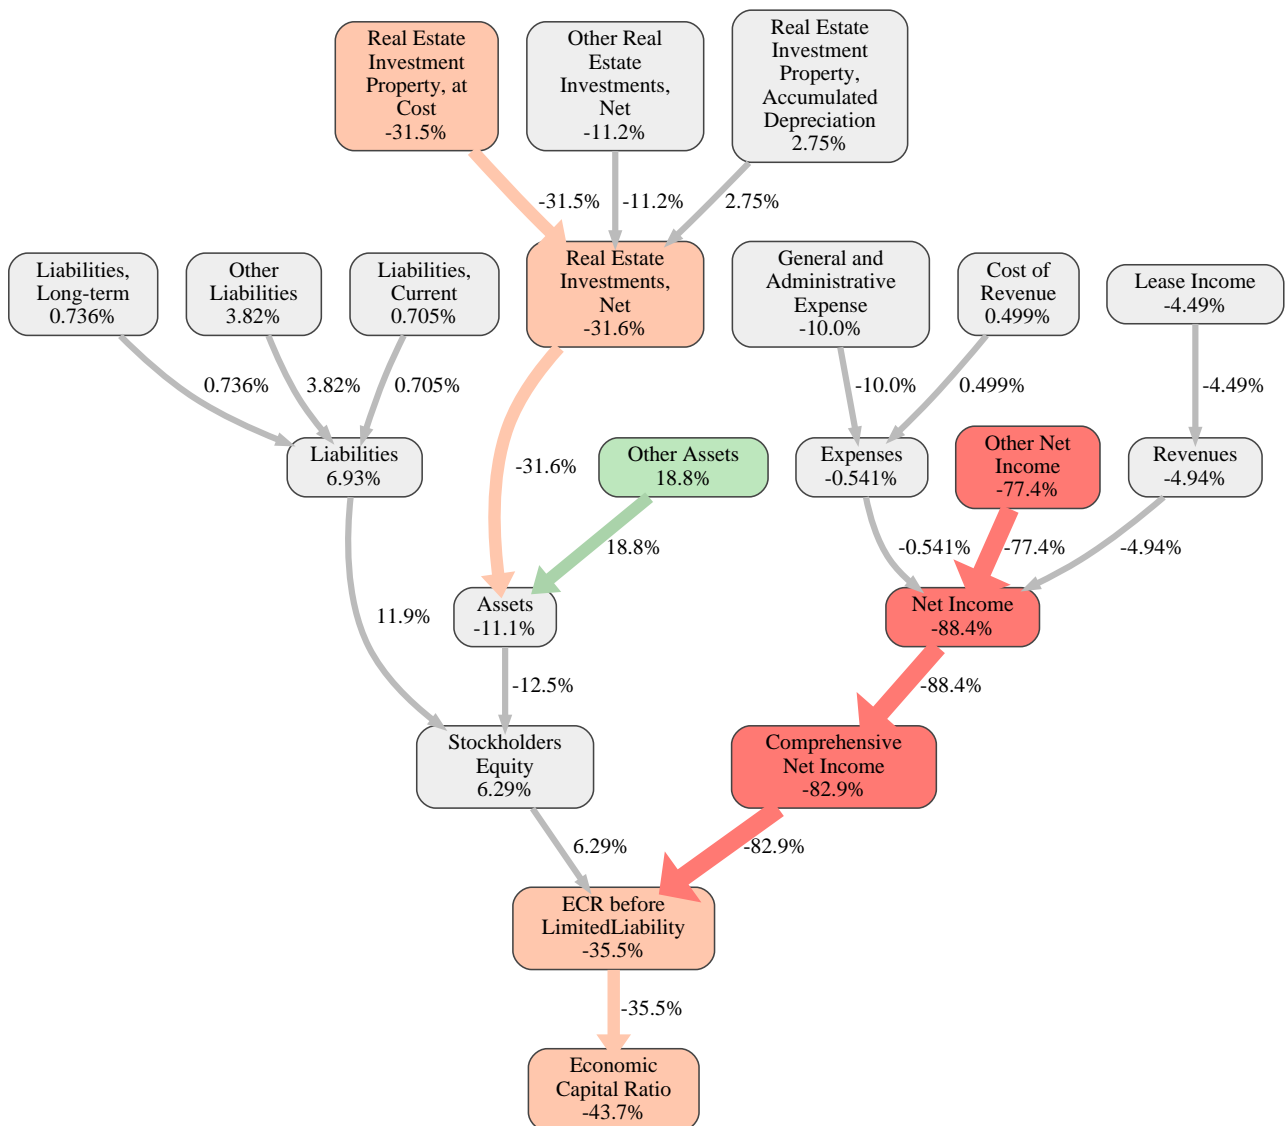 Real Estate
Investment
Property, at
Cost
-31.5%
Other Real
Estate
Investments,
Net
-11.2%
Real Estate
Investment
Property,
Accumulated
Depreciation
2.75%
-31.5%
-11.2%
2.75%
Liabilities,
Long-term
0.736%
Other
Liabilities
3.82%
Liabilities,
Current
0.705%
Real Estate
Investments,
Net
-31.6%
General and
Administrative
Expense
-10.0%
Cost of
Revenue
0.499%
Lease Income
-4.49%
0.736%
3.82%
0.705%
-10.0%
0.499%
-4.49%
Liabilities
6.93%
-31.6%
Other Assets
18.8%
Expenses
-0.541%
Other Net
Income
-77.4%
Revenues
-4.94%
18.8%
-0.541%
-77.4%
-4.94%
11.9%
Assets
-11.1%
Net Income
-88.4%
-12.5%
-88.4%
Stockholders
Equity
6.29%
Comprehensive
Net Income
-82.9%
6.29%
-82.9%
ECR before
LimitedLiability
-35.5%
-35.5%
Economic
Capital Ratio
-43.7%